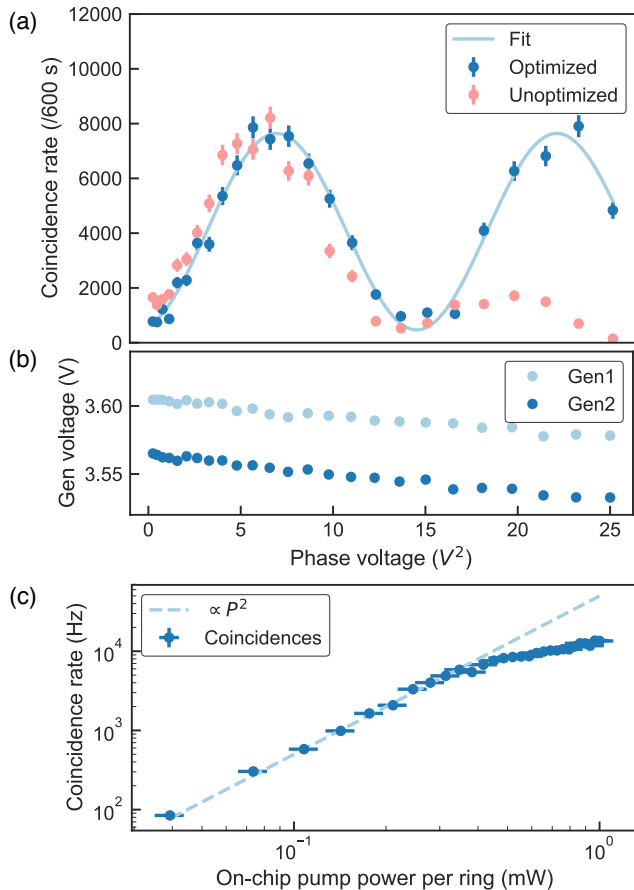 (a)
12000
10000
8000
6000
4000
2000
0
Coincidence rate (/600 s)
Fit
Optimized
Unoptimized
(b)
3.60
3.55
Gen voltage (V)
Gen1
Gen2
0 5 10 15 20 25
Phase voltage (V^2)
(c)
∝ P^2
Coincidences
10^4
10^3
10^2
Coincidence rate (Hz)
10^−1 10^0
On-chip pump power per ring (mW)